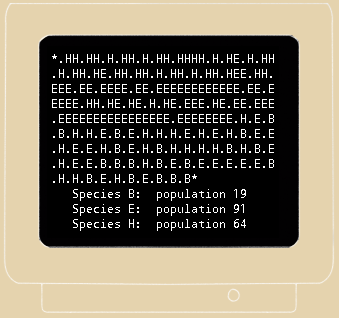 *.HH.HH.H.HH.H.HH.HHHH.H.HE.H.HH
.H.HH.HE.HH.HH.H.HH.H.HH.HEE.HH.
EEE.EE.EEEE.EE.EEEEEEEEEEEE.EE.E
EEEE.HH.HE.HE.H.HE.EEE.HE.EE.EEE
.EEEEEEEEEEEEEEEE.EEEEEEEE.H.E.B
.B.H.H.E.B.E.H.H.H.E.H.E.H.B.E.E
.H.E.H.E.B.H.B.H.H.H.H.B.H.B.E
.H.E.E.B.B.B.H.B.E.B.E.E.E.E.E.B
.H.H.B.E.H.B.E.B.B.B*
Species B: population 19
Species E: population 91
Species H: population 64